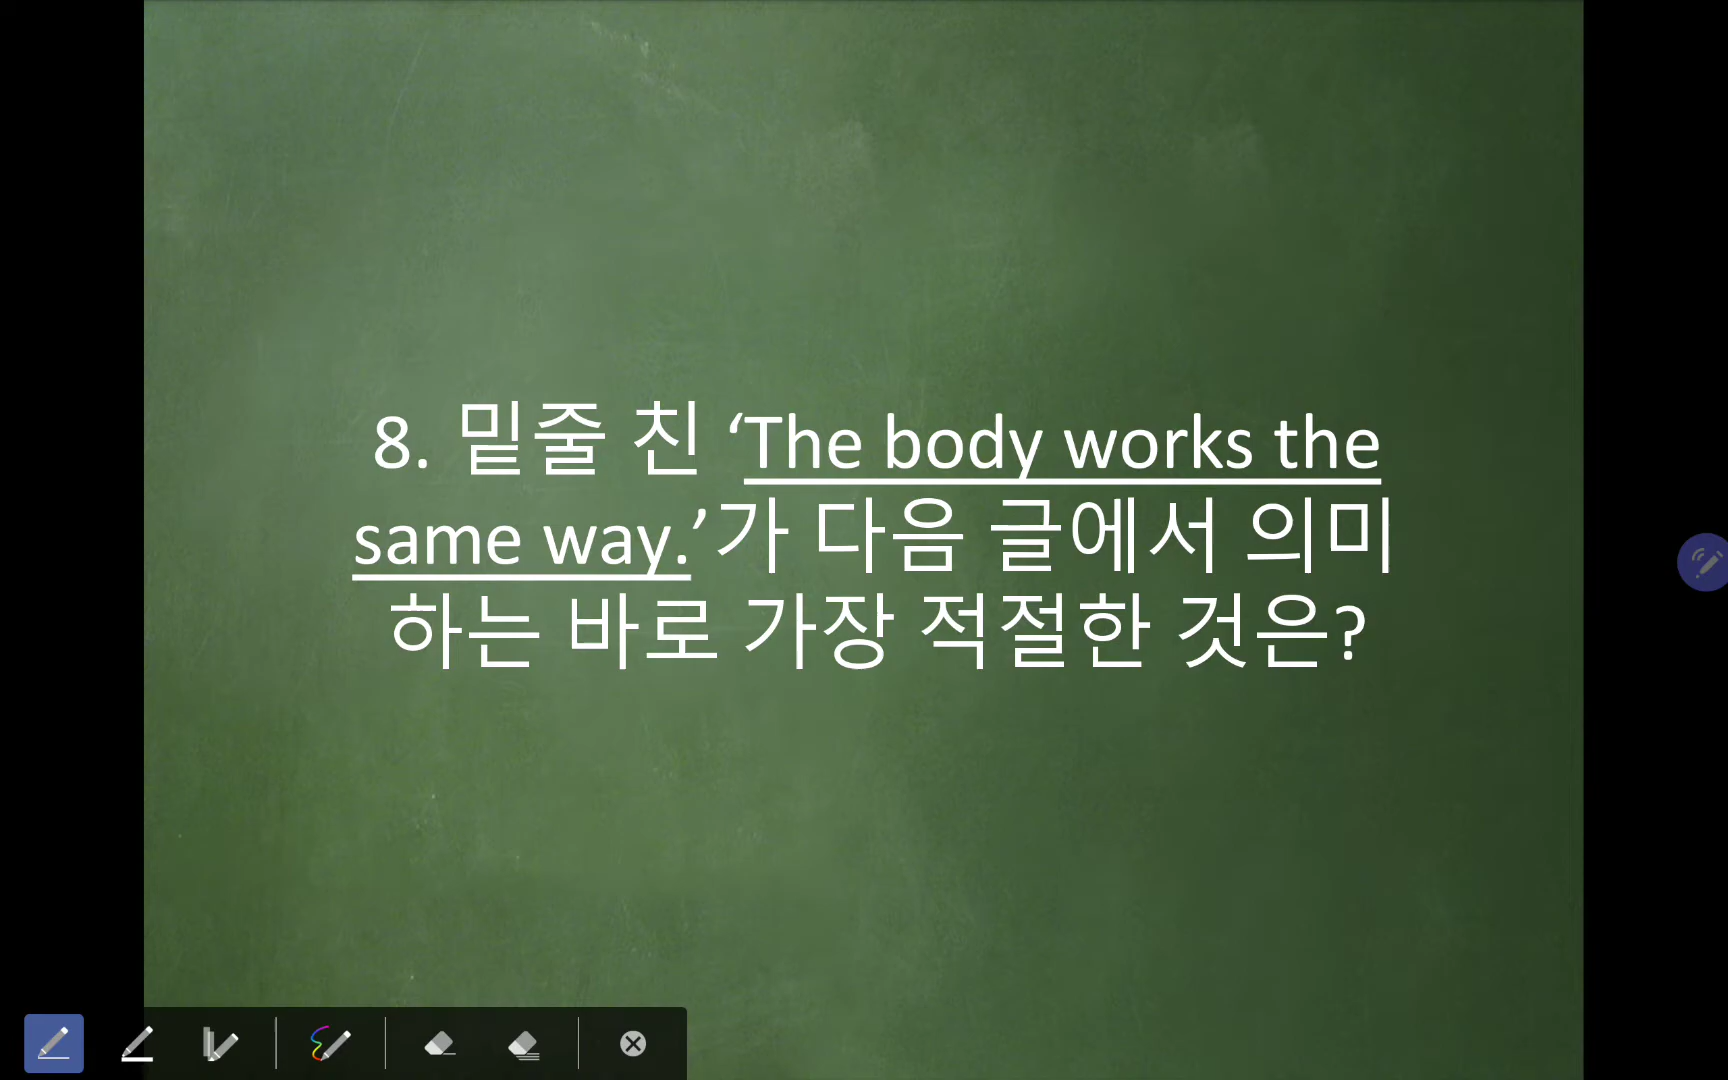 8. 밑줄 친 ‘The body works the
same way.’가 다음 글에서 의미
하는 바로 가장 적절한 것은?